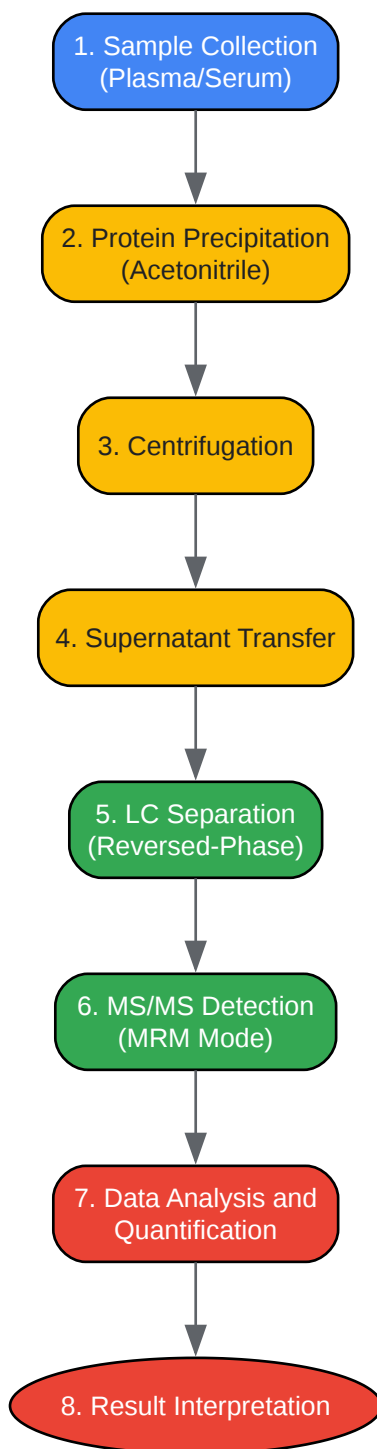 1. Sample Collection
(Plasma/Serum)
2. Protein Precipitation
(Acetonitrile)
3. Centrifugation
4. Supernatant Transfer
5. LC Separation
(Reversed-Phase)
6. MS/MS Detection
(MRM Mode)
7. Data Analysis and
Quantification
8. Result Interpretation